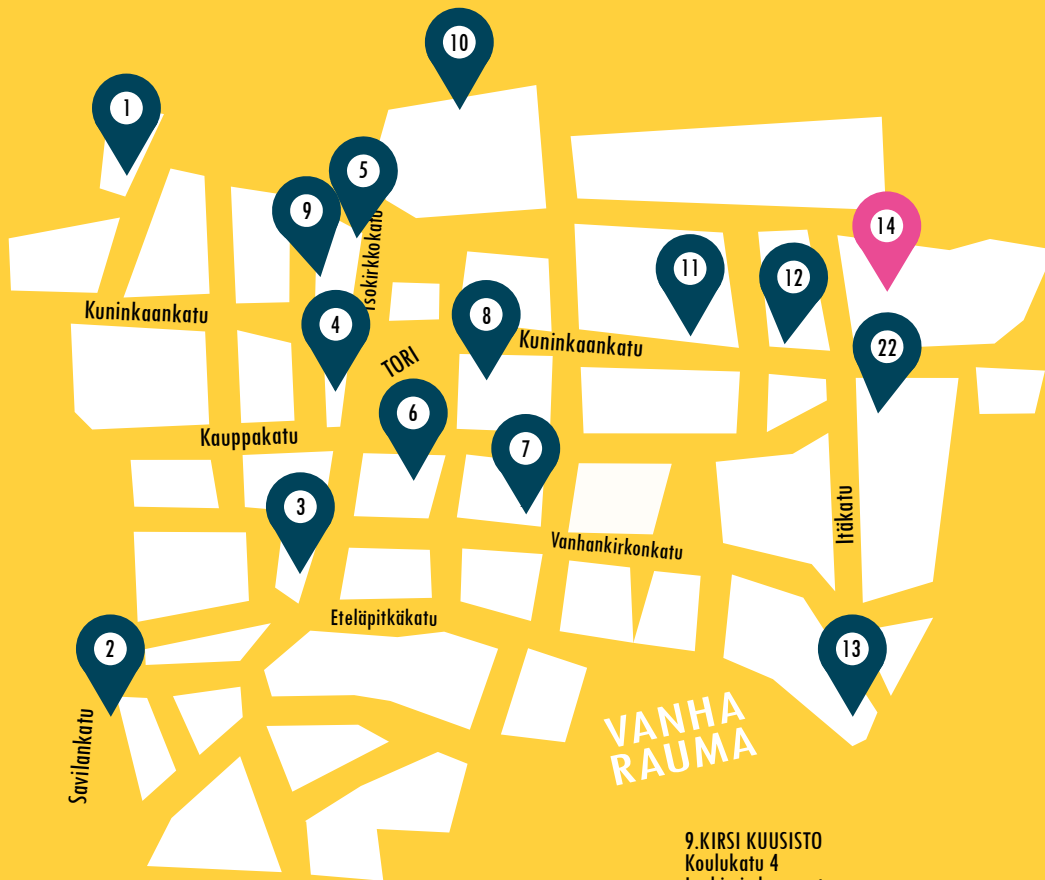 10
1
5
9
14
11
12
Isokirkkokatu
Kuninkaankatu
4
8
Kuninkaankatu
22
TORI
6
Kauppakatu
7
3
Itäkatu
Vanhankirkonkatu
Eteläpitkäkatu
2
13
Savilankatu
VANHA
RAUMA
9.KIRSI KUUSISTO
Koulukatu 4